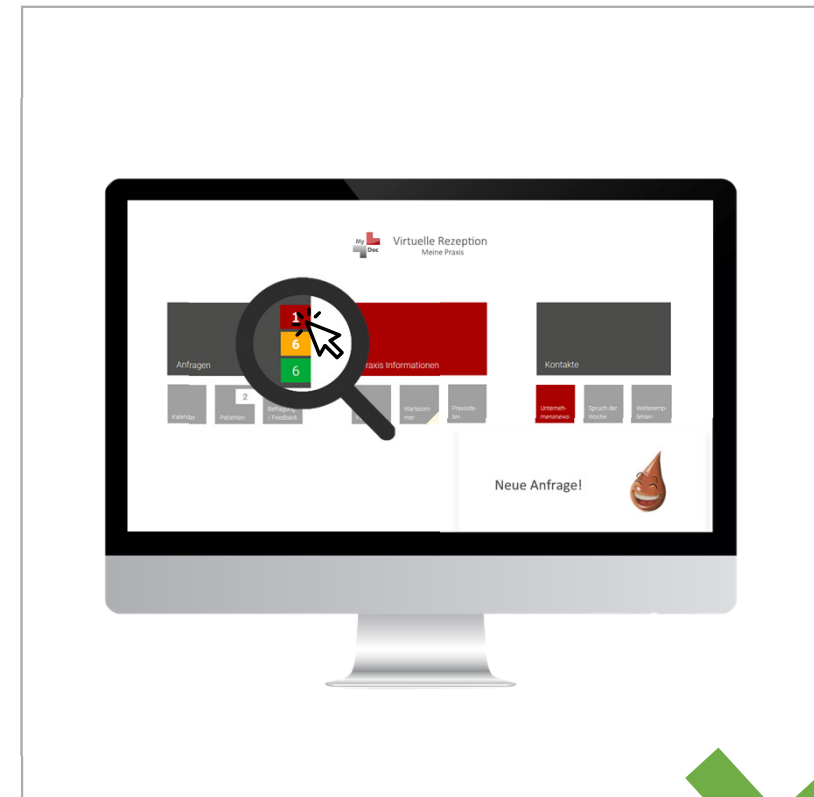 My
Doc
Virtuelle Rezeption
Meine Praxis
Anfragen
1
6
6
raxis Informationen
Kontakte
Kalender
2
Patienten
Befragung
/ Feedback
Wartezim-
mer
Praxisda-
ten
Unterneh-
mensnews
Spruch der
Woche
Weiteremp-
fehlen
Neue Anfrage!